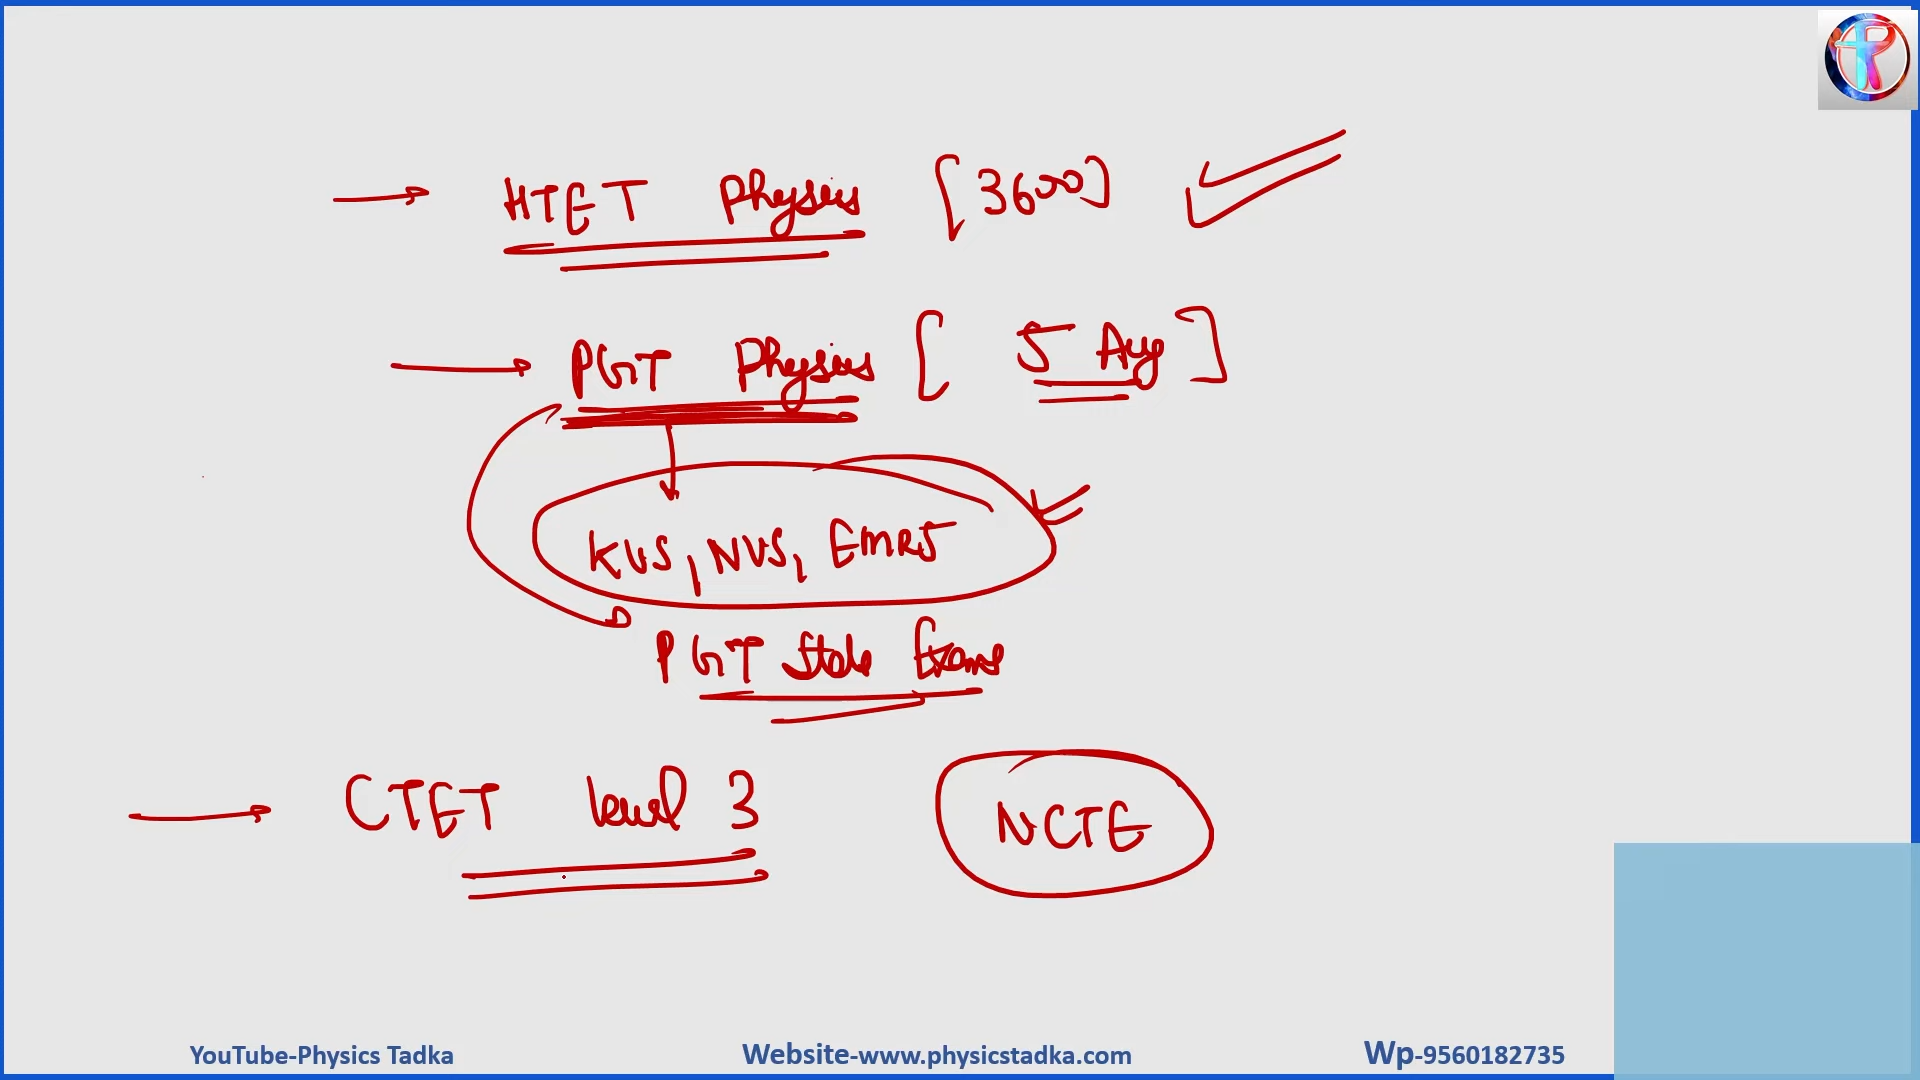 HTET Physics [3600]
PGT Physics [ 5 Aug ]
KVS, NVS, EMRS
PGT State Exams
CTET level 3 NCTE
YouTube-Physics Tadka Website-www.physicstadka.com Wp-9560182735